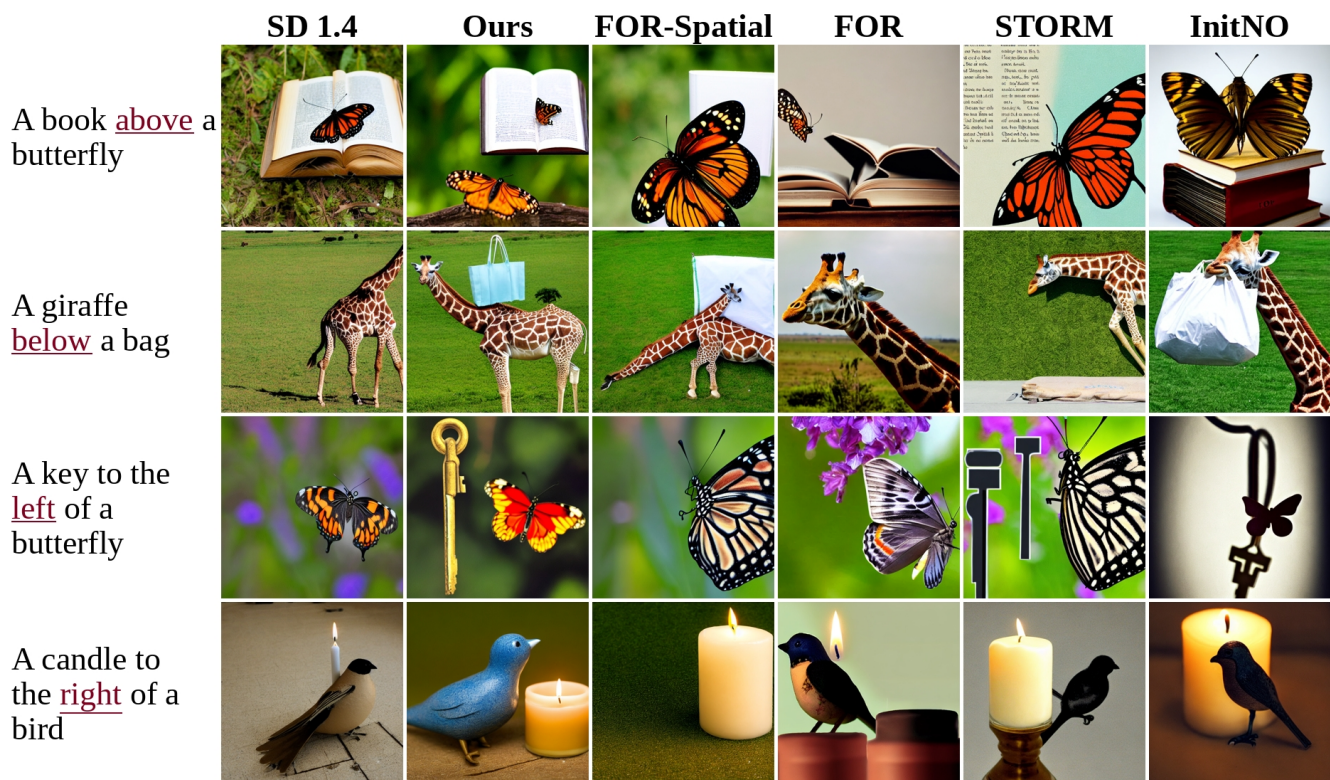 SD 1.4 Ours FOR-Spatial FOR STORM InitNO
A book above a
butterfly
A giraffe
below a bag
A key to the
left of a
butterfly
A candle to
the right of a
bird